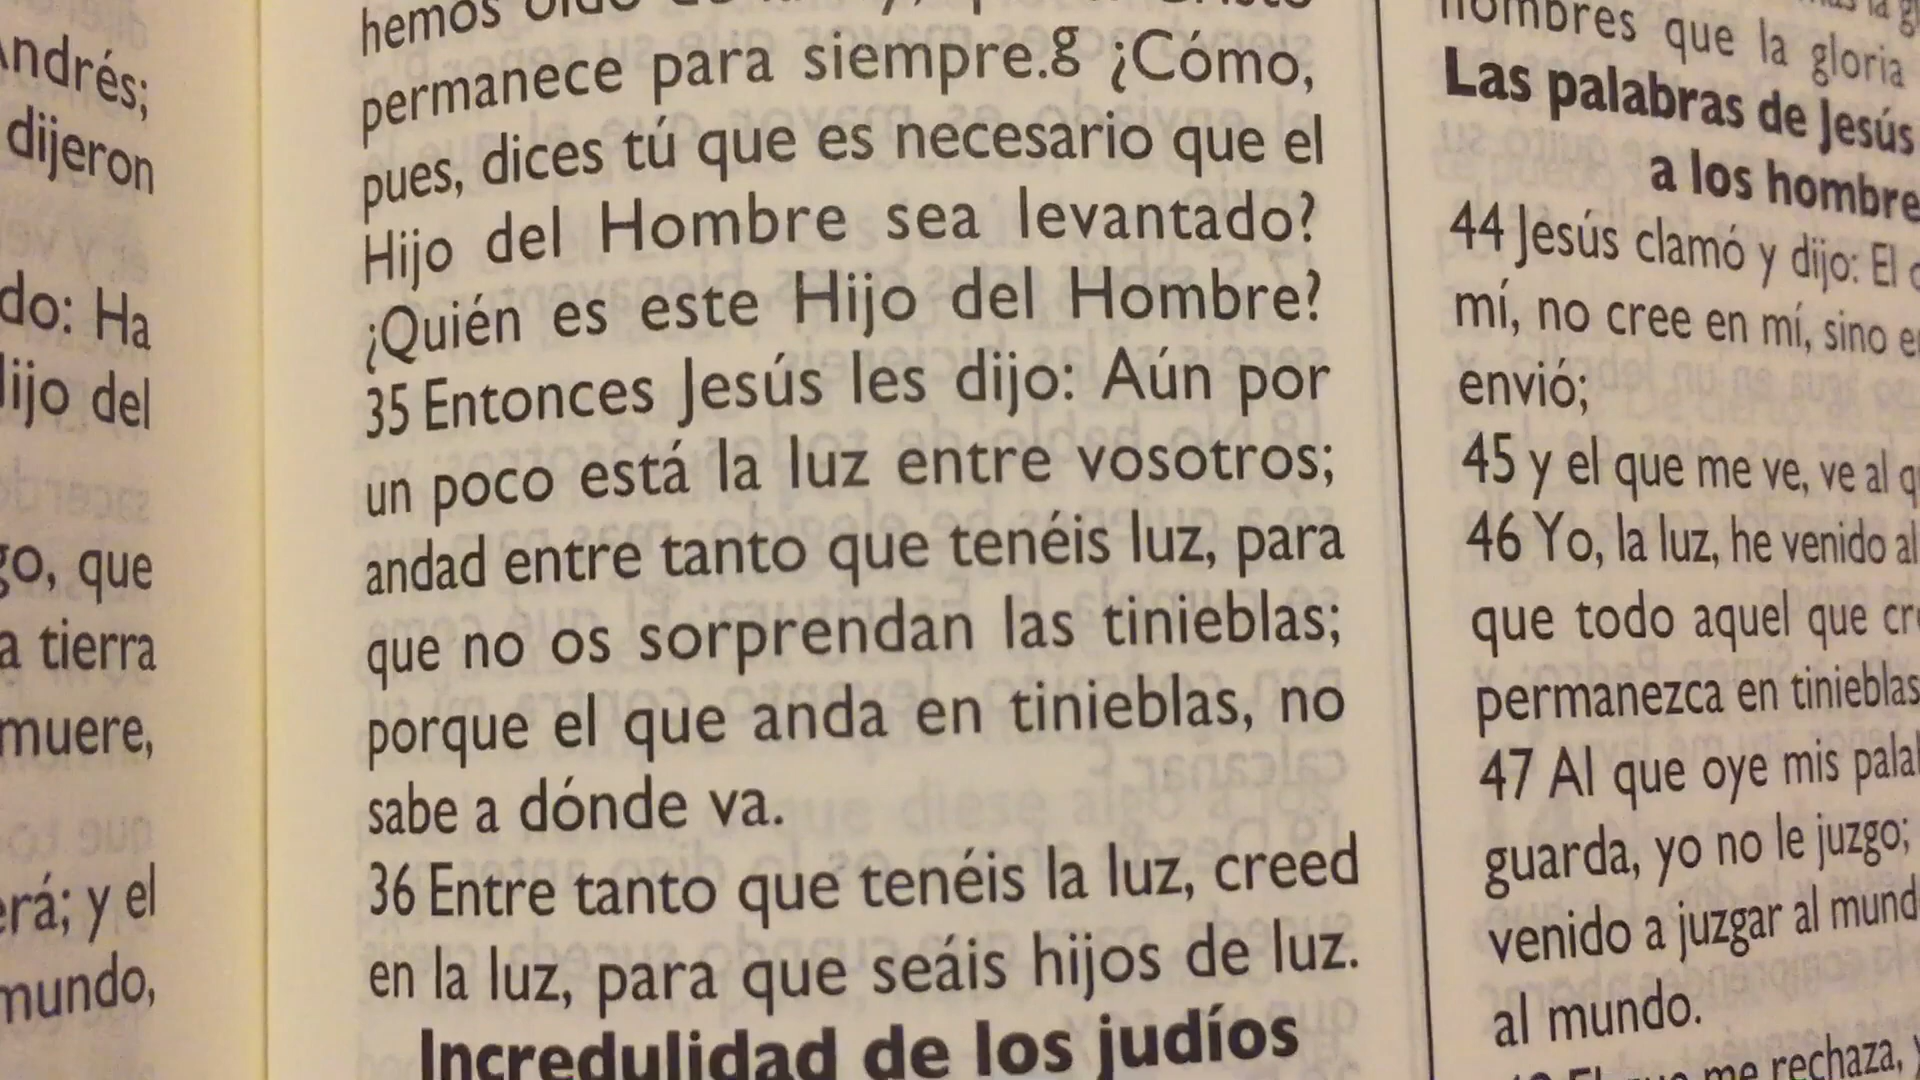 Andrés;
dijeron
do: Ha
lijo del
go, que
a tierra
muere,
erá; y el
mundo,
hemos
permanece para siempre.g ¿Cómo,
pues, dices tú que es necesario que el
Hijo del Hombre sea levantado?
¿Quién es este Hijo del Hombre?
35 Entonces Jesús les dijo: Aún por
un poco está la luz entre vosotros;
andad entre tanto que tenéis luz, para
que no os sorprendan las tinieblas;
porque el que anda en tinieblas, no
sabe a dónde va.
36 Entre tanto que tenéis la luz, creed
en la luz, para que seáis hijos de luz.
Incredulidad de los judíos
hombres que la gloria
Las palabras de Jesús
a los hombre
44 Jesús clamó y dijo: El
mí, no cree en mí, sino
envió;
45 y el que me ve, ve al
46 Yo, la luz, he venido al
que todo aquel que
permanezca en tinieblas
47 Al que oye mis
guarda, yo no le juzgo;
venido a juzgar al mund
al mundo.
me rechaza,